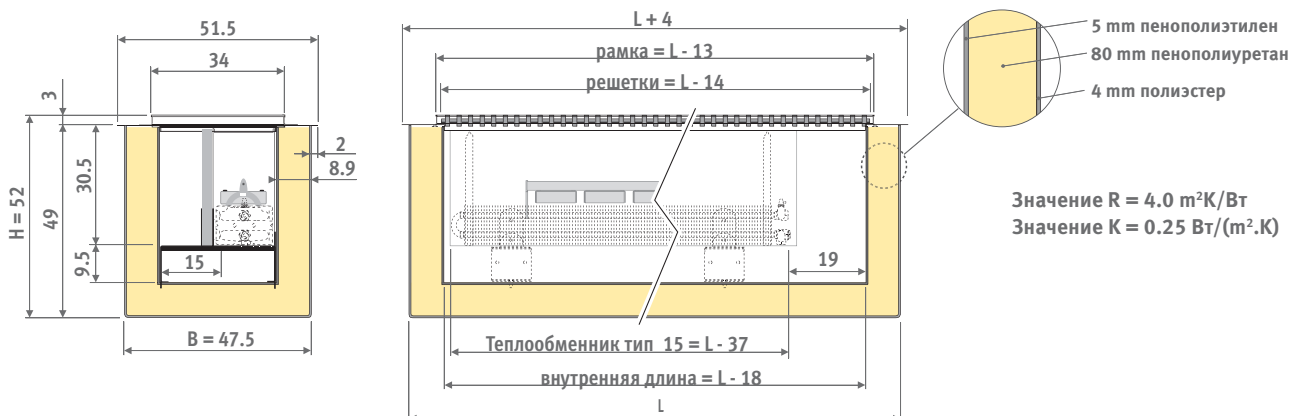 51.5
34
3
H = 52
49
30.5
9.5
15
2
8.9
B = 47.5
L + 4
рамка = L - 13
решетки = L - 14
19
Теплообменник тип 15 = L - 37
внутренняя длина = L - 18
L
5 mm пенополиэтилен
80 mm пенополиуретан
4 mm полиэстер
Значение R = 4.0 m²K/Вт
Значение K = 0.25 Вт/(m².K)